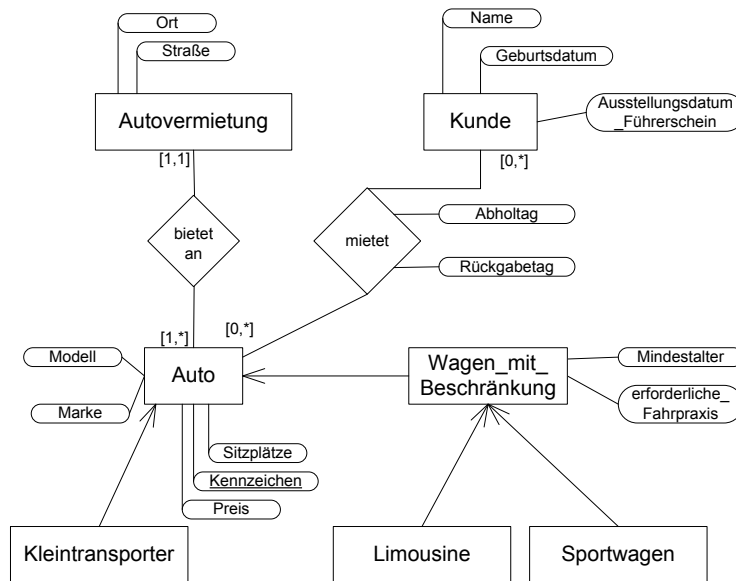 Ort
Straße
Name
Geburtsdatum
Autovermietung
Kunde
Ausstellungsdatum
_Führerschein
[1,1]
[0,*]
bietet
an
mietet
Abholtag
Rückgabetag
[1,*]
[0,*]
Modell
Marke
Auto
Wagen_mit_
Beschränkung
Mindestalter
erforderliche_
Fahrpraxis
Sitzplätze
Kennzeichen
Preis
Kleintransporter
Limousine
Sportwagen